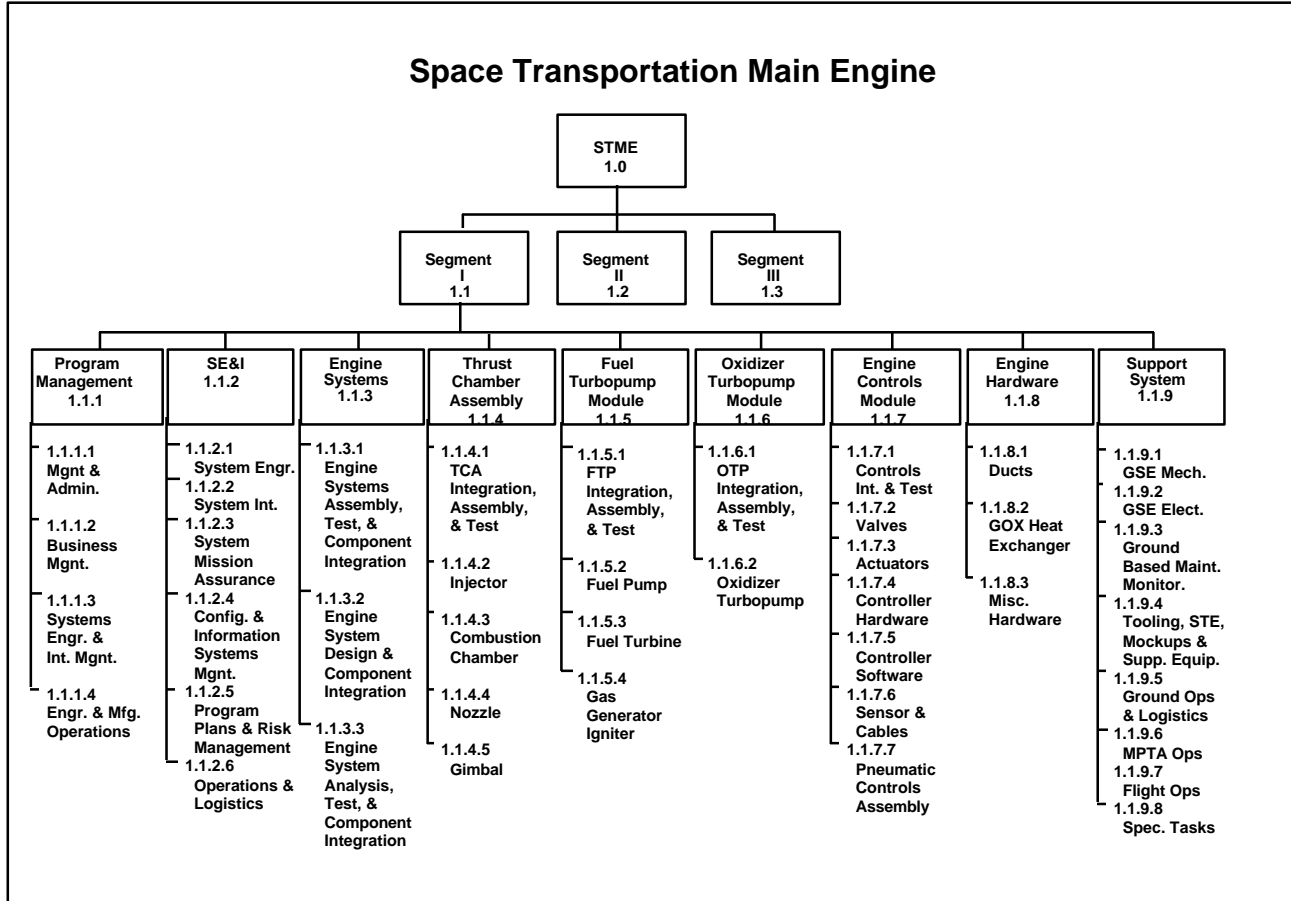 Space Transportation Main Engine
STME
1.0
Segment
I
1.1
Segment
II
1.2
Segment
III
1.3
Program
Management
1.1.1
SE&I
1.1.2
Engine
Systems
1.1.3
Thrust
Chamber
Assembly
1.1.4
Fuel
Turbopump
Module
1.1.5
Oxidizer
Turbopump
Module
1.1.6
Engine
Controls
Module
1.1.7
Engine
Hardware
1.1.8
Support
System
1.1.9
1.1.1.1
Mgnt &
Admin.
1.1.1.2
Business
Mgnt.
1.1.1.3
Systems
Engr. &
Int. Mgnt.
1.1.1.4
Engr. & Mfg.
Operations
1.1.2.1
System Engr.
1.1.2.2
System Int.
1.1.2.3
System
Mission
Assurance
1.1.2.4
Config. &
Information
Systems
Mgnt.
1.1.2.5
Program
Plans & Risk
Management
1.1.2.6
Operations &
Logistics
1.1.3.1
Engine
Systems
Assembly,
Test, &
Component
Integration
1.1.3.2
Engine
System
Design &
Component
Integration
1.1.3.3
Engine
System
Analysis,
Test, &
Component
Integration
1.1.4.1
TCA
Integration,
Assembly,
& Test
1.1.4.2
Injector
1.1.4.3
Combustion
Chamber
1.1.4.4
Nozzle
1.1.4.5
Gimbal
1.1.5.1
FTP
Integration,
Assembly,
& Test
1.1.5.2
Fuel Pump
1.1.5.3
Fuel Turbine
1.1.5.4
Gas
Generator
Igniter
1.1.6.1
OTP
Integration,
Assembly,
& Test
1.1.6.2
Oxidizer
Turbopump
1.1.7.1
Controls
Int. & Test
1.1.7.2
Valves
1.1.7.3
Actuators
1.1.7.4
Controller
Hardware
1.1.7.5
Controller
Software
1.1.7.6
Sensor &
Cables
1.1.7.7
Pneumatic
Controls
Assembly
1.1.8.1
Ducts
1.1.8.2
GOX Heat
Exchanger
1.1.8.3
Misc.
Hardware
1.1.9.1
GSE Mech.
1.1.9.2
GSE Elect.
1.1.9.3
Ground
Based Maint.
Monitor.
1.1.9.4
Tooling, STE,
Mockups &
Supp. Equip.
1.1.9.5
Ground Ops
& Logistics
1.1.9.6
MPTA Ops
1.1.9.7
Flight Ops
1.1.9.8
Spec. Tasks